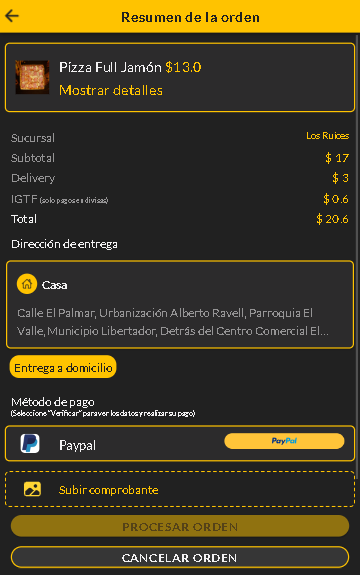 Resumen de la orden
Pizza Full Jamón $13.0
Mostrar detalles
Sucursal Los Ruices
Subtotal $ 17
Delivery $ 3
IGTF (solo pagos en divisas) $ 0.6
Total $ 20.6
Dirección de entrega
Casa
Calle El Palmar, Urbanización Alberto Ravell, Parroquia El
Valle, Municipio Libertador, Detrás del Centro Comercial El...
Entrega a domicilio
Método de pago
(Seleccione "Verificar" para ver los datos y realizar su pago)
Paypal PayPal
Subir comprobante
PROCESAR ORDEN
CANCELAR ORDEN